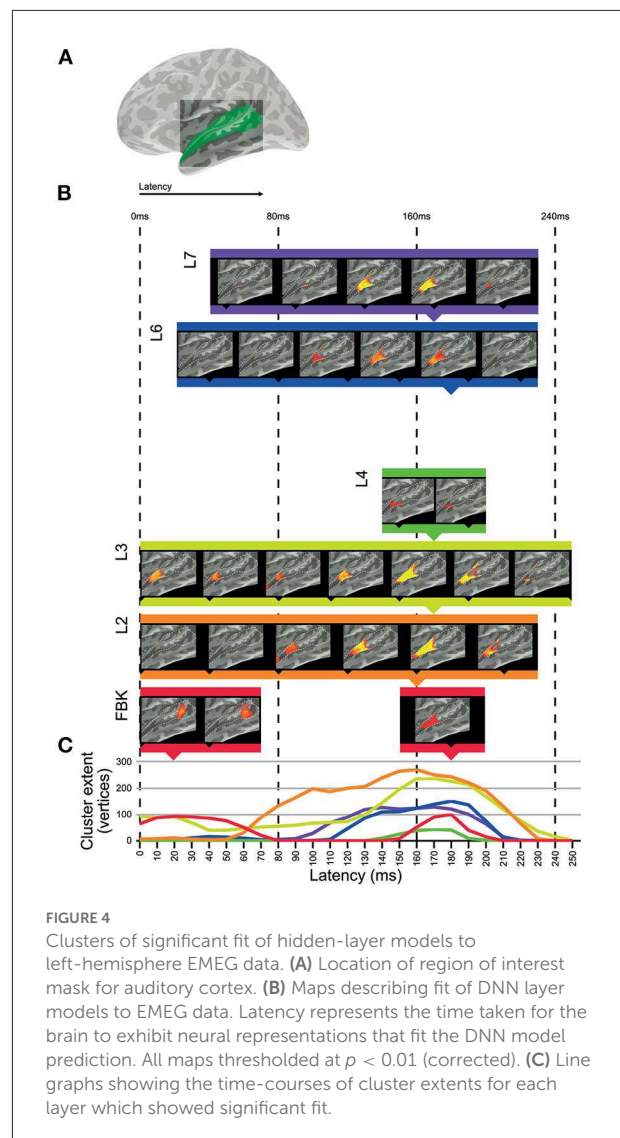 A
B
Latency
0ms 80ms 160ms 240ms
L7
L6
L4
L3
L2
FBK
C
Cluster extent
(vertices)
300
200
100
0
0 10 20 30 40 50 60 70 80 90 100 110 120 130 140 150 160 170 180 190 200 210 220 230 240 250
Latency (ms)
FIGURE 4
Clusters of significant fit of hidden-layer models to
left-hemisphere EMEG data. (A) Location of region of interest
mask for auditory cortex. (B) Maps describing fit of DNN layer
models to EMEG data. Latency represents the time taken for the
brain to exhibit neural representations that fit the DNN model
prediction. All maps thresholded at p < 0.01 (corrected). (C) Line
graphs showing the time-courses of cluster extents for each
layer which showed significant fit.